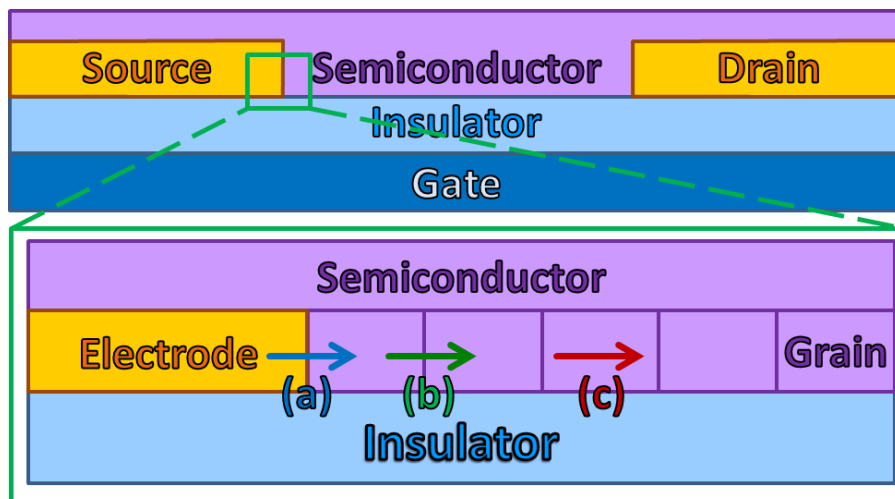 Source Semiconductor Drain
Insulator
Gate
Semiconductor
Electrode Grain
(a) (b) (c)
Insulator